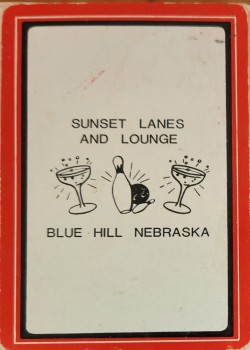 SUNSET LANES
AND LOUNGE
BLUE HILL NEBRASKA